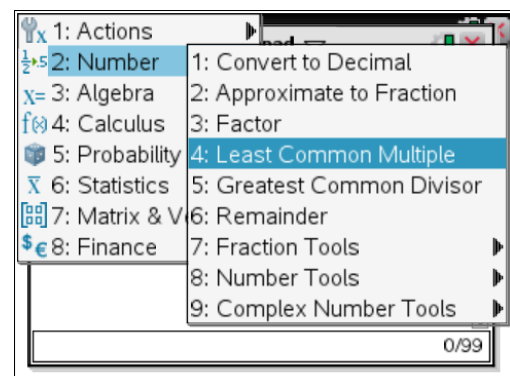 1: Actions
2: Number
3: Algebra
4: Calculus
5: Probability
6: Statistics
7: Matrix & V
8: Finance
1: Convert to Decimal
2: Approximate to Fraction
3: Factor
4: Least Common Multiple
5: Greatest Common Divisor
6: Remainder
7: Fraction Tools
8: Number Tools
9: Complex Number Tools
0/99